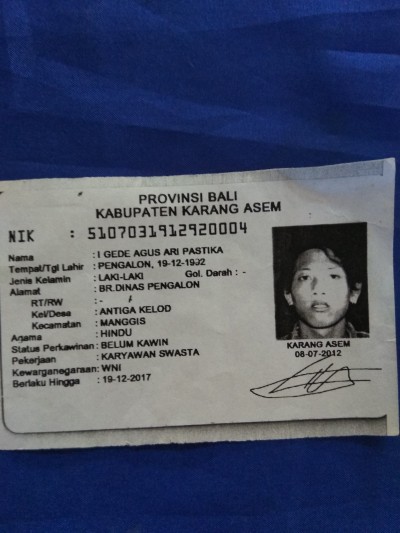 PROVINSI BALI
KABUPATEN KARANG ASEM
NIK : 5107031912920004
Nama : I GEDE AGUS ARI PASTIKA
Tempat/Tgl Lahir : PENGALON, 19-12-1992
Jenis Kelamin : LAKI-LAKI Gol. Darah : -
Alamat : BR.DINAS PENGALON
RT/RW : -
Kel/Desa : ANTIGA KELOD
Kecamatan : MANGGIS
Agama : HINDU
Status Perkawinan : BELUM KAWIN
Pekerjaan : KARYAWAN SWASTA
Kewarganegaraan : WNI
Berlaku Hingga : 19-12-2017
KARANG ASEM
08-07-2012